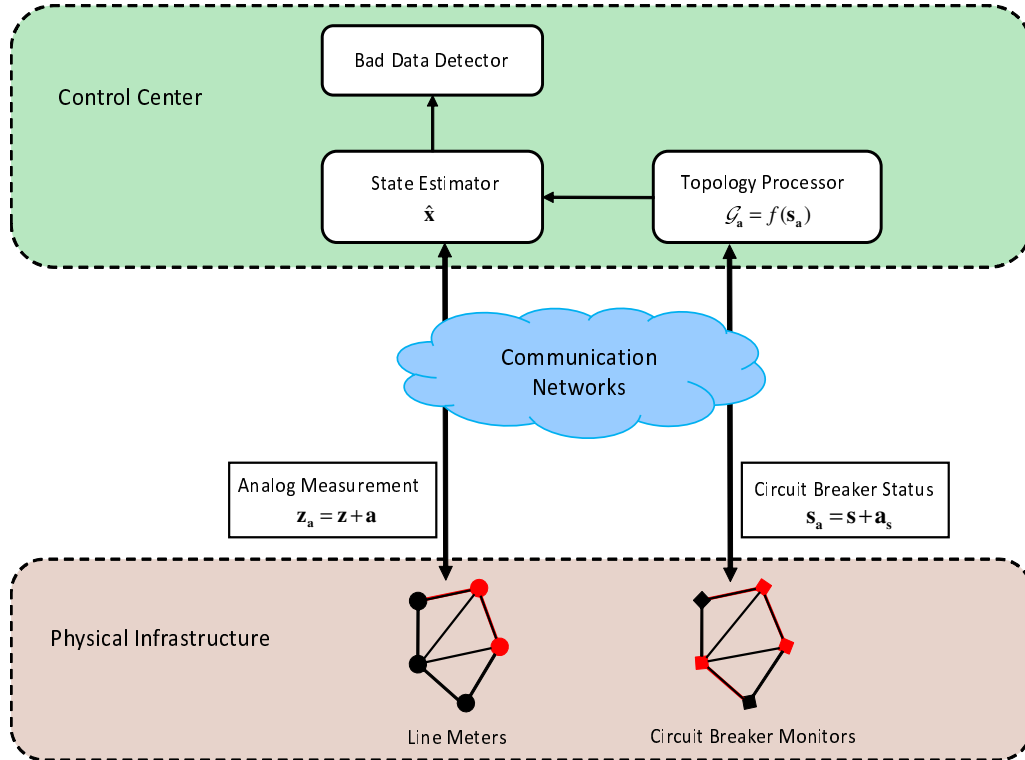 Bad Data Detector
Control Center
State Estimator
x̂
Topology Processor
𝒢ₐ = f(sₐ)
Communication
Networks
Analog Measurement
zₐ = z + a
Circuit Breaker Status
sₐ = s + aₛ
Physical Infrastructure
Line Meters
Circuit Breaker Monitors